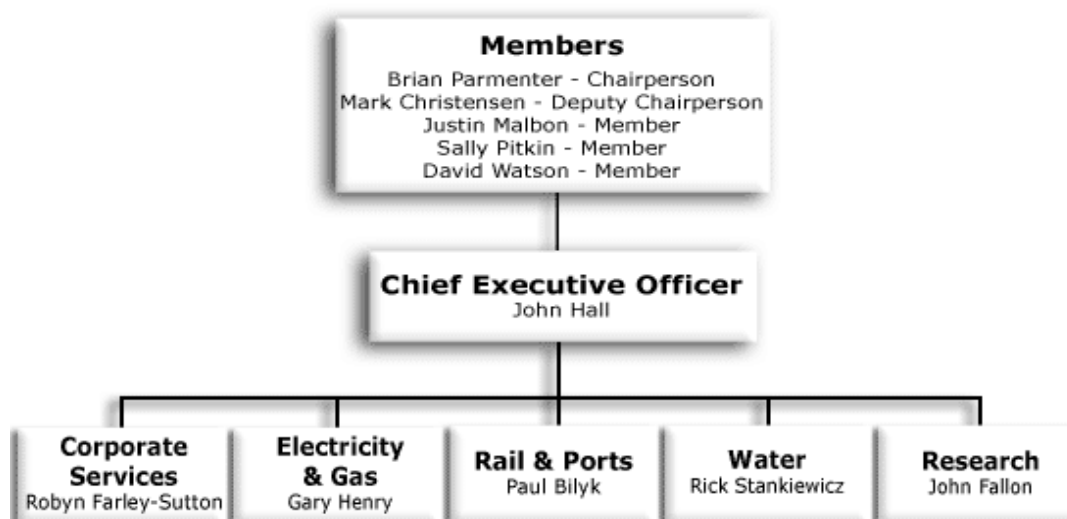 Members
Brian Parmenter - Chairperson
Mark Christensen - Deputy Chairperson
Justin Malbon - Member
Sally Pitkin - Member
David Watson - Member
Chief Executive Officer
John Hall
Corporate
Services
Robyn Farley-Sutton
Electricity
& Gas
Gary Henry
Rail & Ports
Paul Bilyk
Water
Rick Stankiewicz
Research
John Fallon